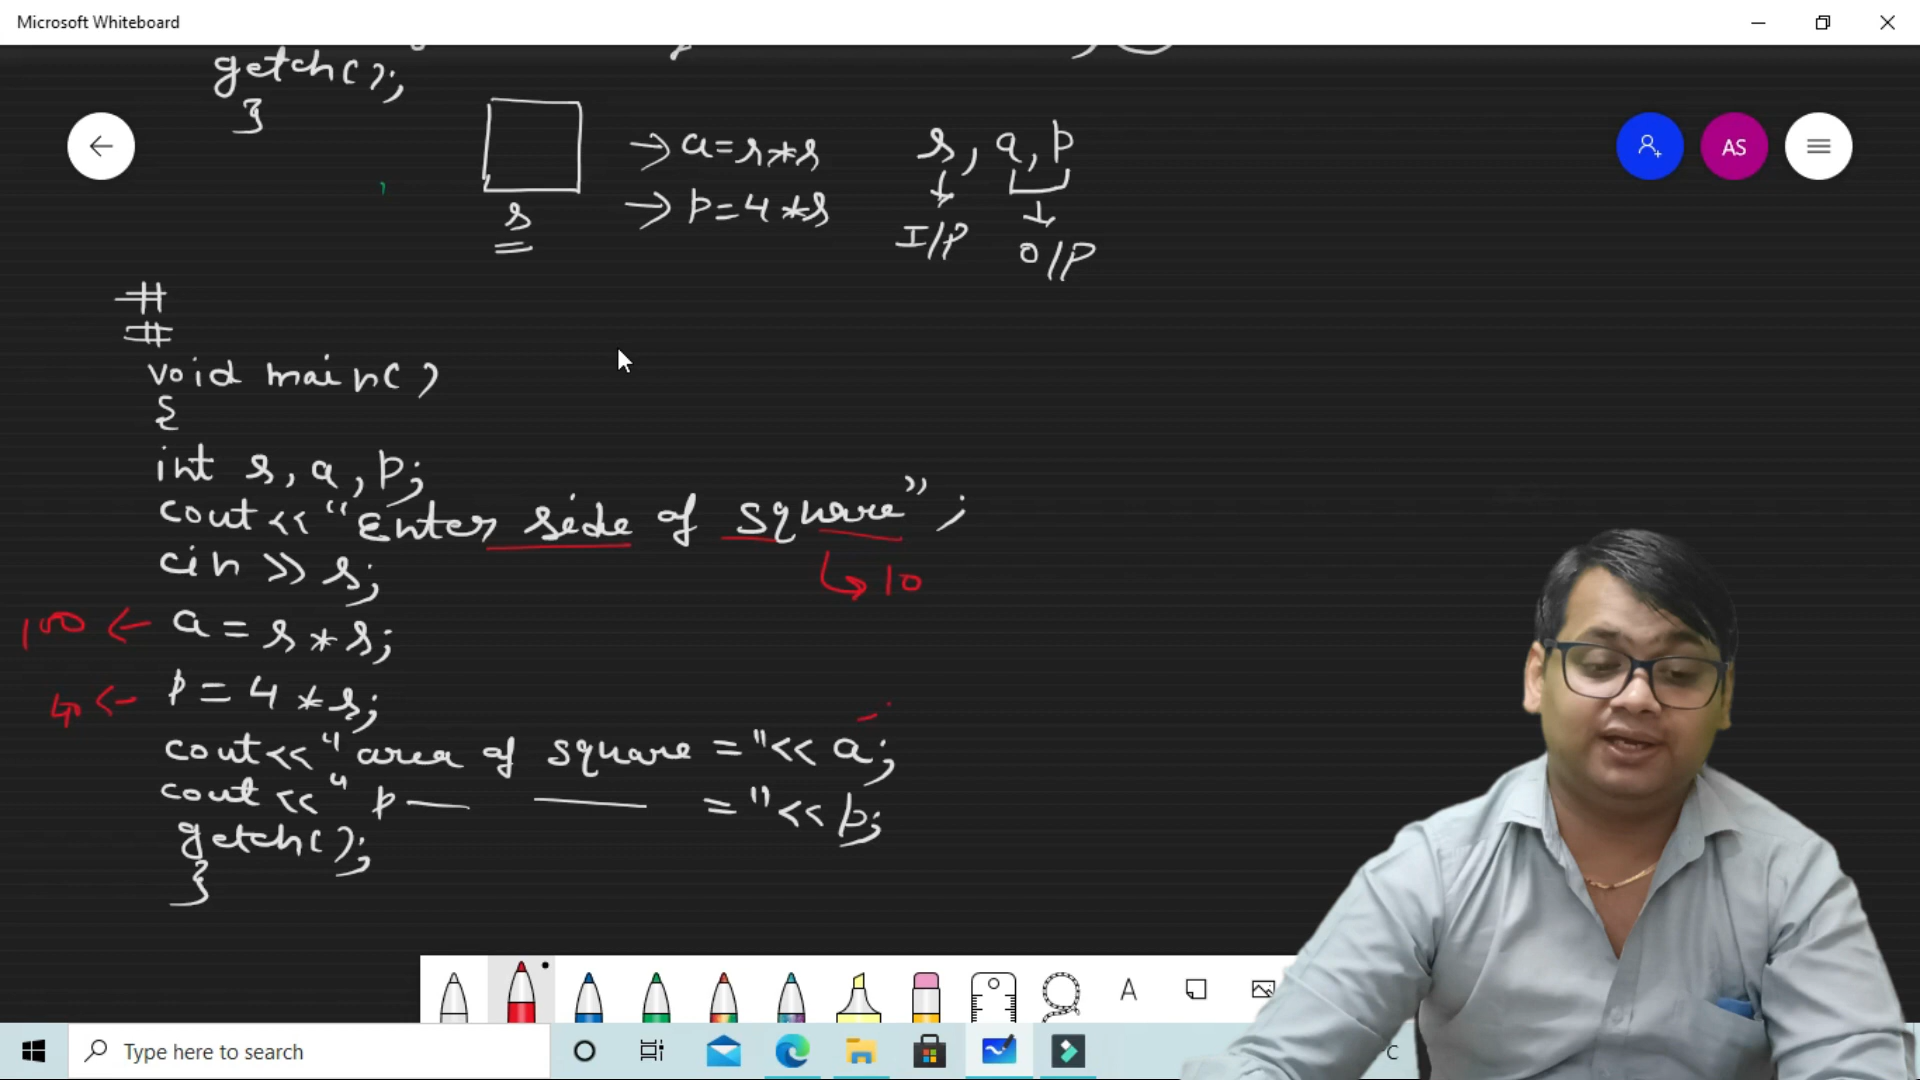 Microsoft Whiteboard
getch();
}
→ a=s*s
→ p=4*s
s
s, a, p
I/P
O/P
AS
#
#
void main()
{
int s, a, p;
cout<<"Enter side of square";
cin >> s;
→ 10
100 ← a = s * s;
40 ← p = 4 * s;
cout<<"area of square ="<< a;
cout<<"p—— —— ="<< p;
getch();
}
A
Type here to search
C